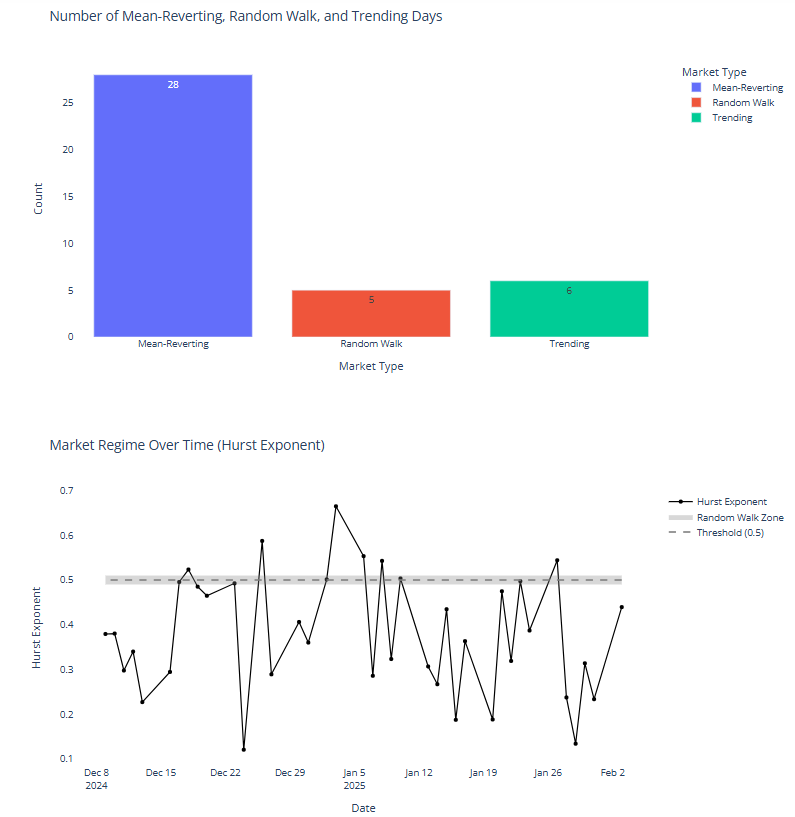 Number of Mean-Reverting, Random Walk, and Trending Days
Market Type
Mean-Reverting
Random Walk
Trending
28
5
6
25
20
15
10
5
0
Count
Mean-Reverting
Random Walk
Trending
Market Type
Market Regime Over Time (Hurst Exponent)
Hurst Exponent
Random Walk Zone
Threshold (0.5)
0.7
0.6
0.5
0.4
0.3
0.2
0.1
Hurst Exponent
Dec 8 Dec 15 Dec 22 Dec 29 Jan 5 Jan 12 Jan 19 Jan 26 Feb 2
2024 2025
Date